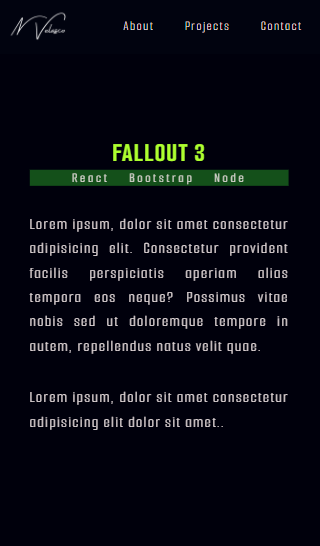 N Velasco
About Projects Contact
FALLOUT 3
React Bootstrap Node
Lorem ipsum, dolor sit amet consectetur
adipisicing elit. Consectetur provident
facilis perspiciatis aperiam alias
tempora eos neque? Possimus vitae
nobis sed ut doloremque tempore in
autem, repellendus natus velit quae.
Lorem ipsum, dolor sit amet consectetur
adipisicing elit dolor sit amet..